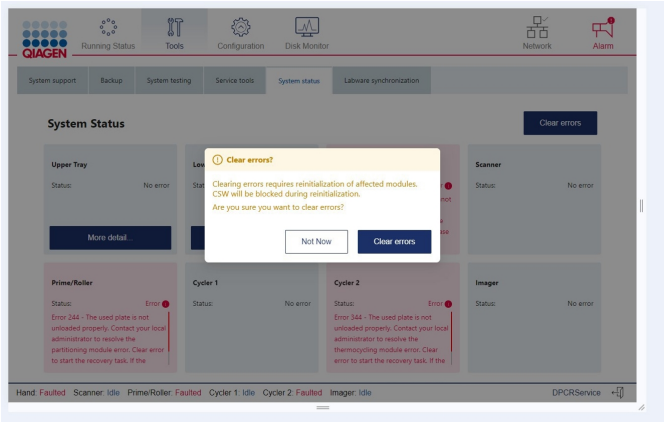 QIAGEN
Running Status
Tools
Configuration
Disk Monitor
Network
Alarm
System support
Backup
System testing
Service tools
System status
Labware synchronization
System Status
Clear errors
Upper Tray
Status: No error
More detail...
Scanner
Status: No error
Clear errors?
Clearing errors requires reinitialization of affected modules.
CSW will be blocked during reinitialization.
Are you sure you want to clear errors?
Not Now
Clear errors
Prime/Roller
Status: Error
Error 244 - The used plate is not
unloaded properly. Contact your local
administrator to resolve the
partitioning module error. Clear error
to start the recovery task. If the
Cycler 1
Status: No error
Cycler 2
Status: Error
Error 344 - The used plate is not
unloaded properly. Contact your local
administrator to resolve the
thermocycling module error. Clear
error to start the recovery task. If the
Imager
Status: No error
Hand: Faulted Scanner: Idle Prime/Roller: Faulted Cycler 1: Idle Cycler 2: Faulted Imager: Idle
DPCRService